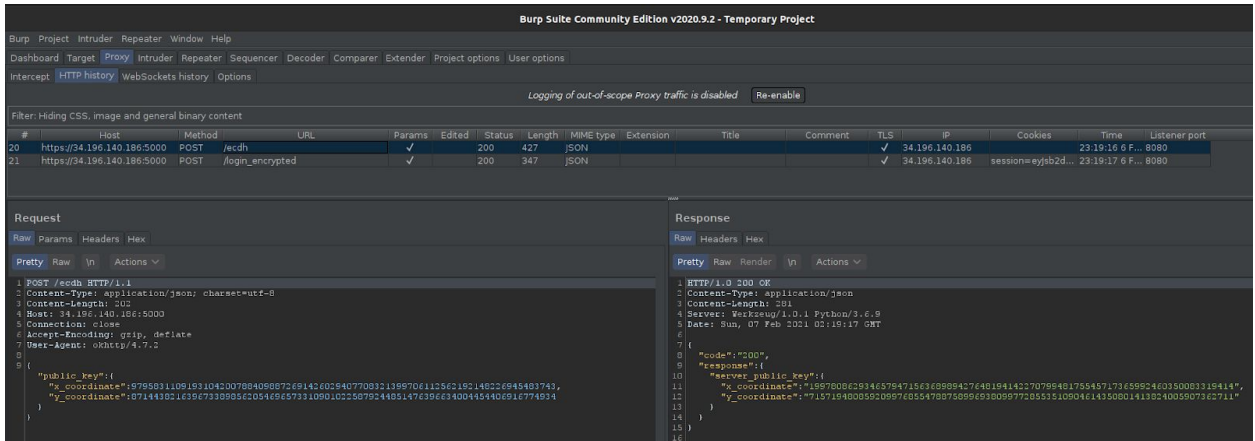 Burp Suite Community Edition v2020.9.2 - Temporary Project
Burp Project Intruder Repeater Window Help
Dashboard Target Proxy Intruder Repeater Sequencer Decoder Comparer Extender Project options User options
Intercept HTTP history WebSockets history Options
Logging of out-of-scope Proxy traffic is disabled Re-enable
Filter: Hiding CSS, image and general binary content
# Host Method URL Params Edited Status Length MIME type Extension Title Comment TLS IP Cookies Time Listener port
20 https://34.196.140.186:5000 POST /ecdh ✓ 200 427 JSON ✓ 34.196.140.186 23:19:16 6 F... 8080
21 https://34.196.140.186:5000 POST /login_encrypted ✓ 200 347 JSON ✓ 34.196.140.186 session=eyJsb2d... 23:19:17 6 F... 8080
Request
Raw Params Headers Hex
Pretty Raw \n Actions
1 POST /ecdh HTTP/1.1
2 Content-Type: application/json; charset=utf-8
3 Content-Length: 202
4 Host: 34.196.140.186:5000
5 Connection: close
6 Accept-Encoding: gzip, deflate
7 User-Agent: okhttp/4.7.2
8
9 {
"public_key":{
"x_coordinate":
"y_coordinate":
}
}
Response
Raw Headers Hex
Pretty Raw Render \n Actions
1 HTTP/1.0 200 OK
2 Content-Type: application/json
3 Content-Length: 281
4 Server: Werkzeug/1.0.1 Python/3.6.9
5 Date: Sun, 07 Feb 2021 02:19:17 GMT
6
7 {
8 "code":"200",
9 "response":{
10 "server_public_key":{
11 "x_coordinate":
12 "y_coordinate":
13 }
14 }
15 }
16